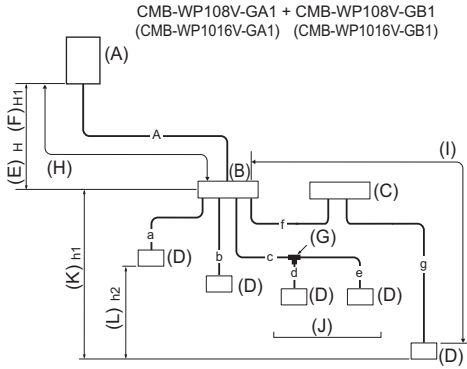 CMB-WP108V-GA1 + CMB-WP108V-GB1
(CMB-WP1016V-GA1) (CMB-WP1016V-GB1)
(A)
(E) H (F) H1
A
(H)
(I)
(B)
(C)
f
(G)
a
(D)
b
(D)
c
d
e
g
(D)
(D)
(K) h1
(L) h2
(J)
(D)